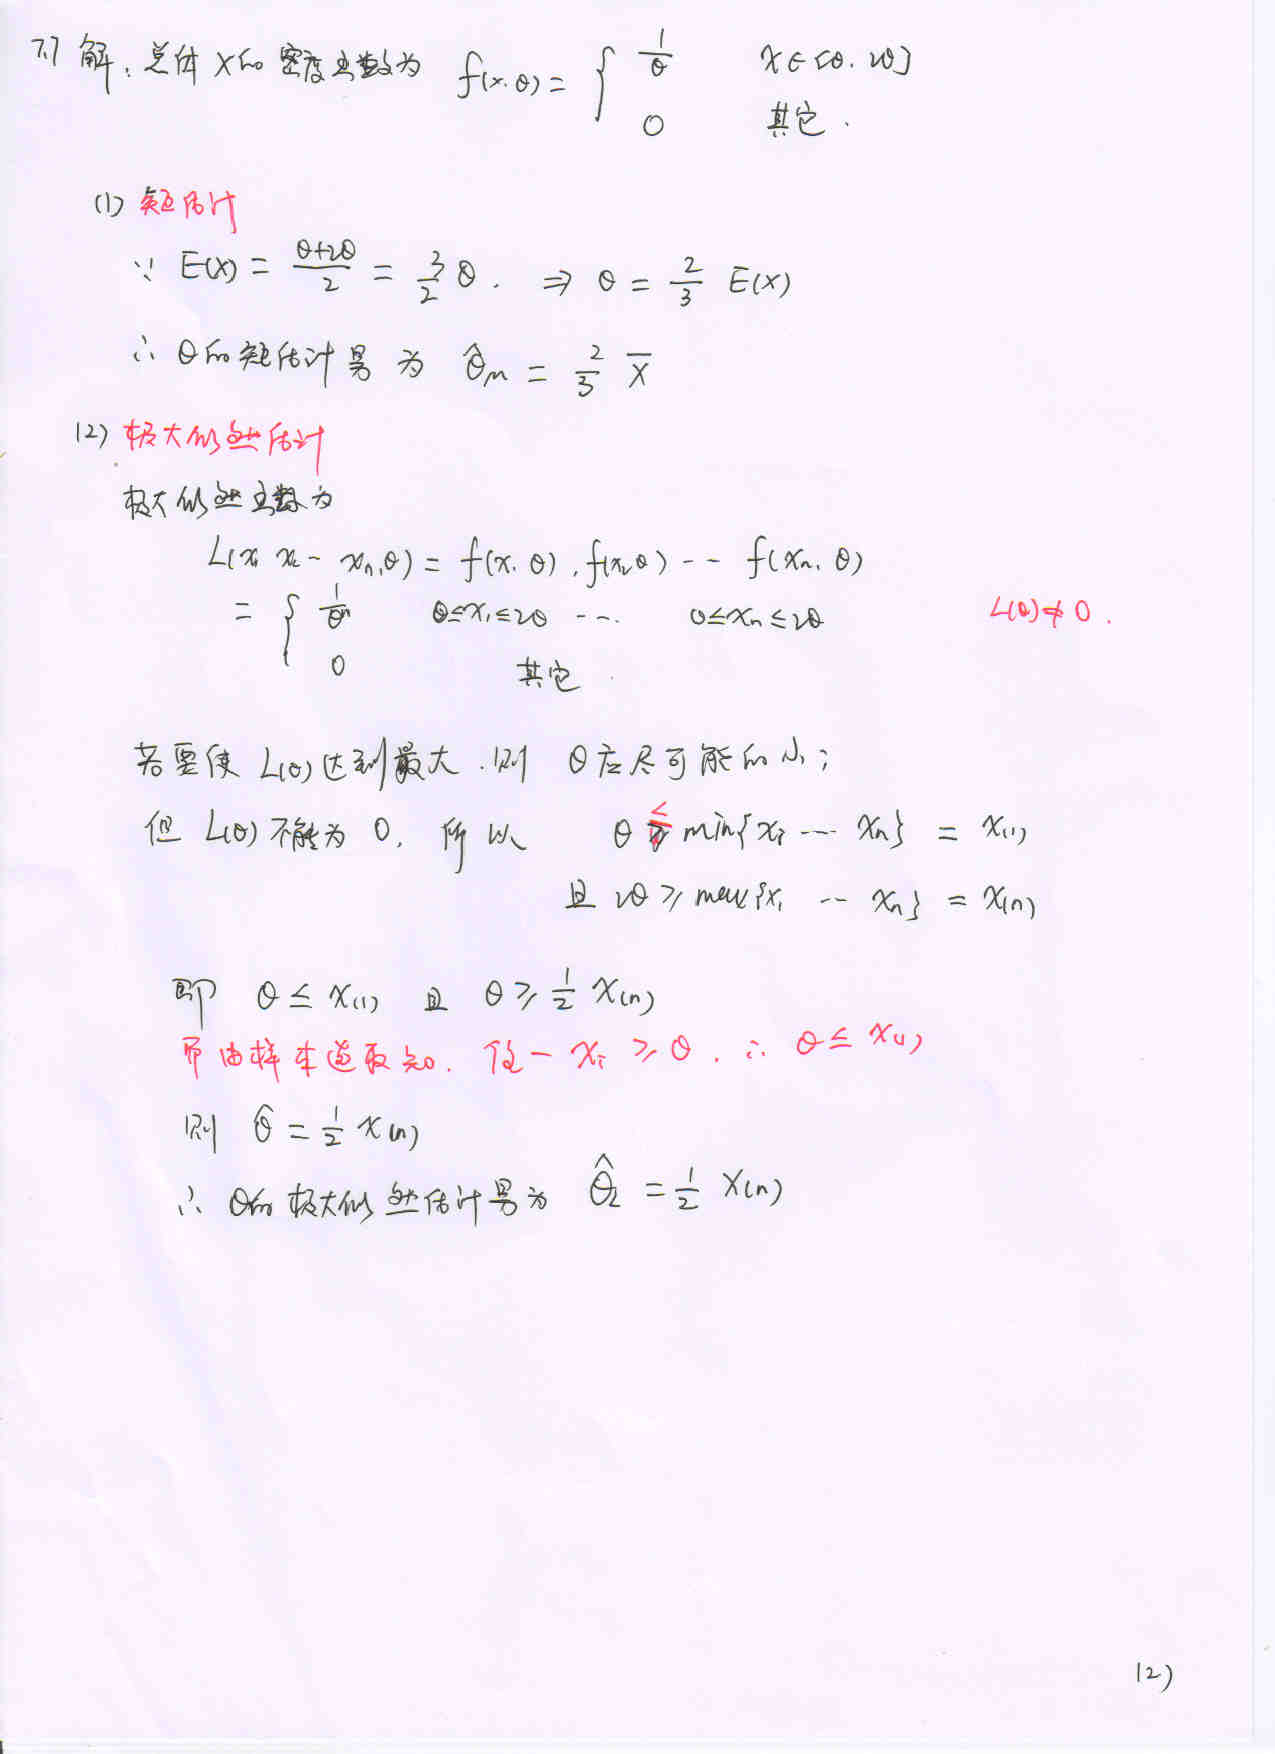 7.7 解：总体X的密度函数为 f(x.θ)= { 1/θ x∈[θ.2θ]
0 其它.
(1) 矩估计
∵ E(X) = (θ+2θ)/2 = 3/2 θ. ⇒ θ = 2/3 E(X)
∴ θ的矩估计量为 θ̂m = 2/3 X̄
(2) 极大似然估计
极大似然函数为
L(x₁ x₂ -- xn,θ) = f(x₁ θ).f(x₂θ) --- f(xn. θ)
= { 1/θⁿ θ≤x₁≤2θ --- θ≤xn≤2θ L(θ)≠0.
0 其它.
若要使 L(θ)达到最大.则 θ应尽可能的小;
但 L(θ)不能为0, 所以 θ ≤ min{x₁ --- xn} = x(1)
且 2θ ≥ max{x₁ --- xn} = x(n)
即 θ ≤ x(1) 且 θ ≥ 1/2 x(n)
而由样本选取知. 任一 xi ≥ θ. ∴ θ ≤ x(1)
则 θ̂ = 1/2 x(n)
∴ θ的极大似然估计量为 θ̂L = 1/2 X(n)
12)